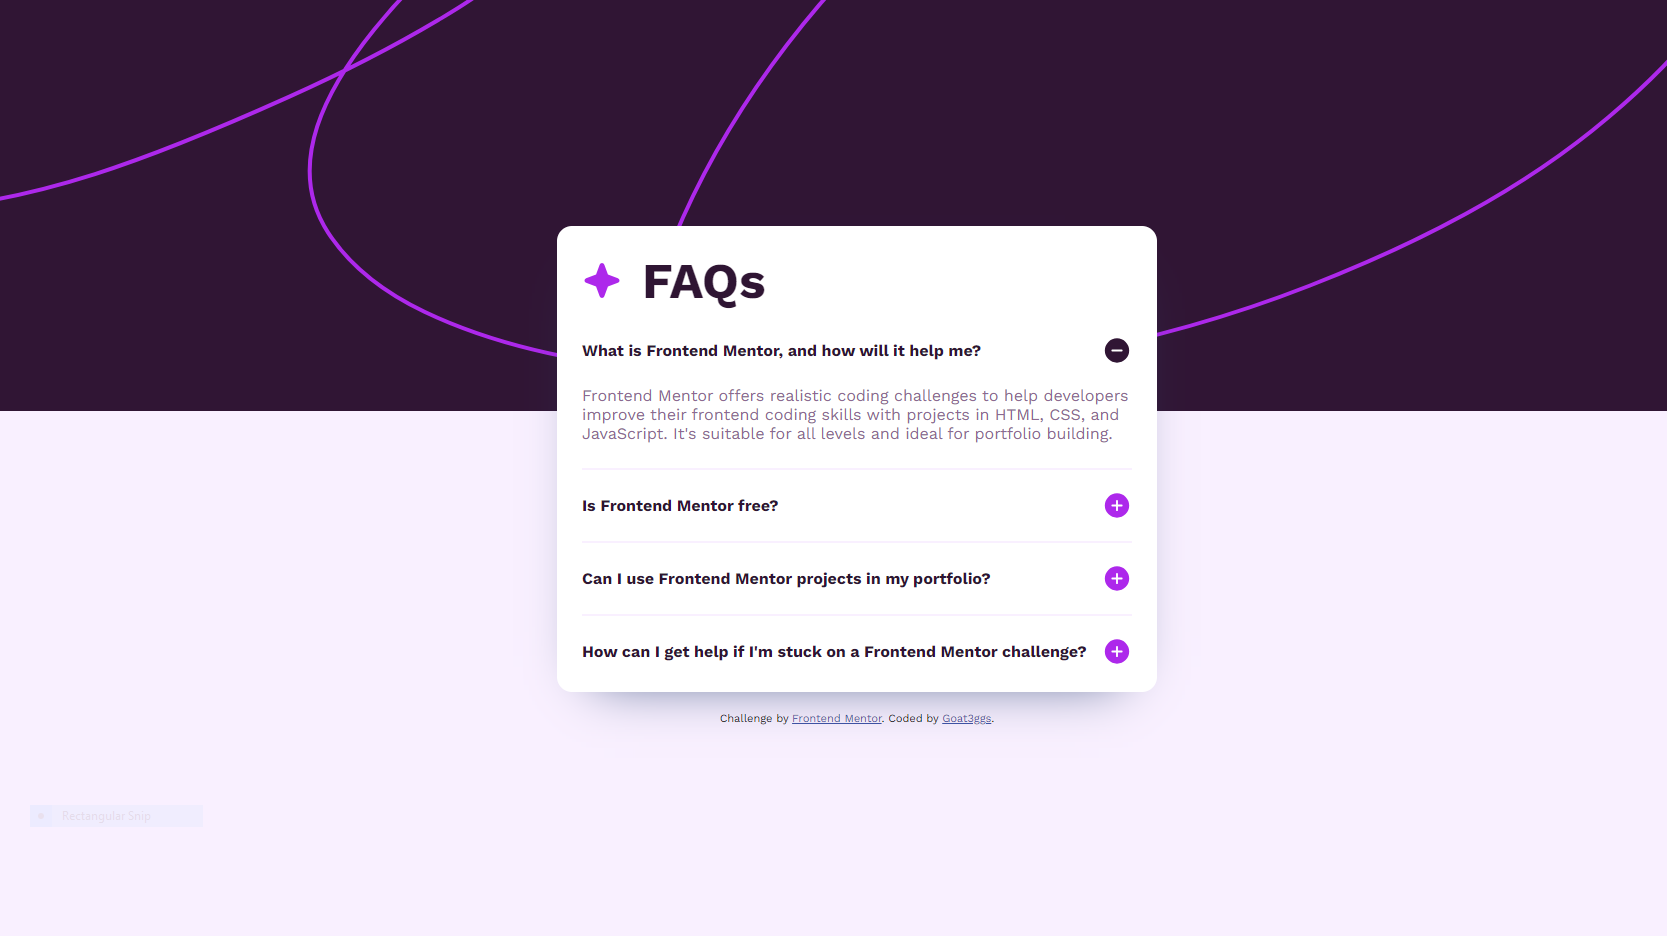 FAQs
What is Frontend Mentor, and how will it help me?
Frontend Mentor offers realistic coding challenges to help developers
improve their frontend coding skills with projects in HTML, CSS, and
JavaScript. It's suitable for all levels and ideal for portfolio building.
Is Frontend Mentor free?
Can I use Frontend Mentor projects in my portfolio?
How can I get help if I'm stuck on a Frontend Mentor challenge?
Challenge by Frontend Mentor. Coded by Goat3ggs.
Rectangular Snip